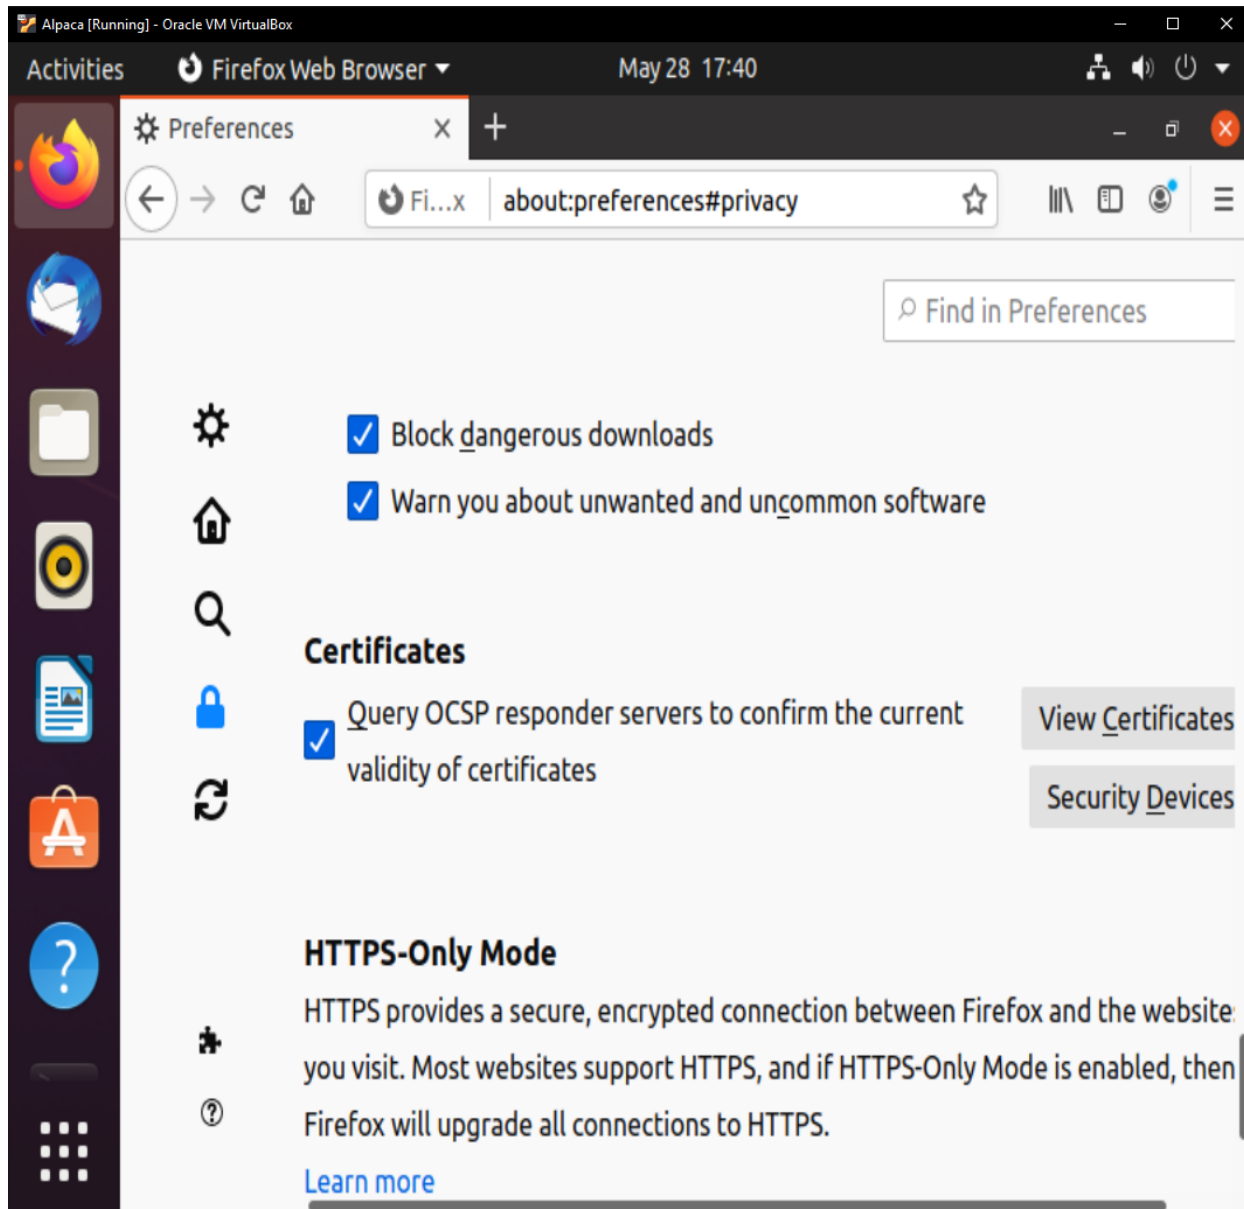 Alpaca [Running] - Oracle VM VirtualBox
Activities Firefox Web Browser May 28 17:40
Preferences
Fi...x about:preferences#privacy
Find in Preferences
Block dangerous downloads
Warn you about unwanted and uncommon software
Certificates
Query OCSP responder servers to confirm the current
validity of certificates
View Certificates
Security Devices
HTTPS-Only Mode
HTTPS provides a secure, encrypted connection between Firefox and the website
you visit. Most websites support HTTPS, and if HTTPS-Only Mode is enabled, then
Firefox will upgrade all connections to HTTPS.
Learn more